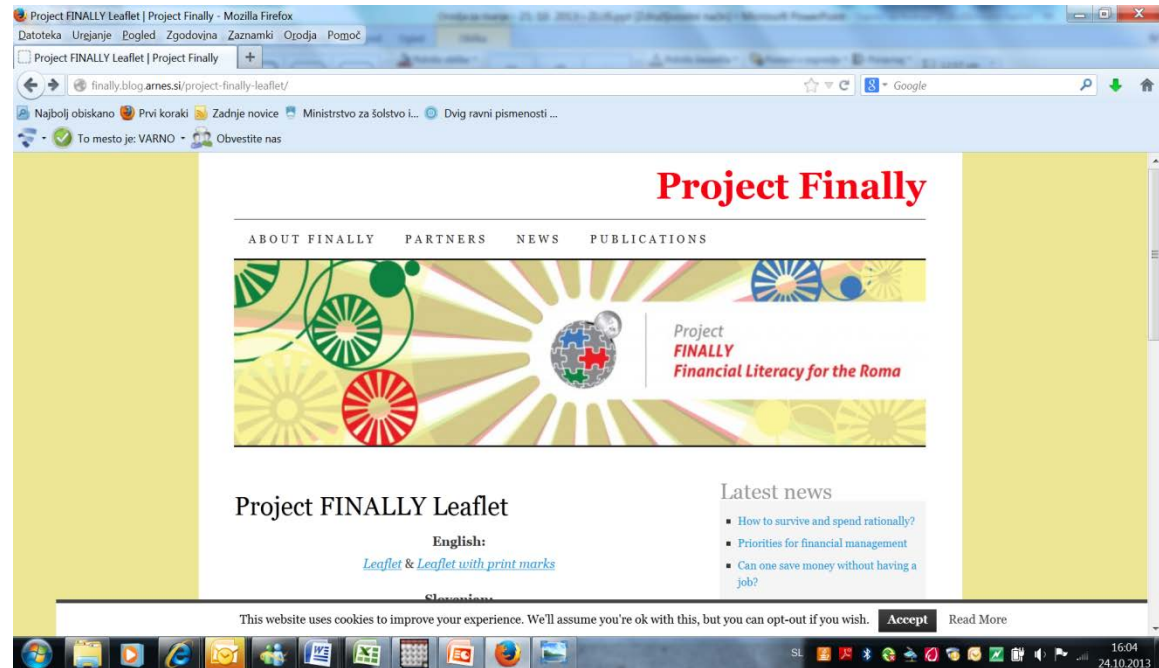 Project FINALLY Leaflet | Project Finally - Mozilla Firefox
Datoteka Urejanje Pogled Zgodovina Zaznamki Orodja Pomoč
Project FINALLY Leaflet | Project Finally
finally.blog.arnes.si/project-finally-leaflet/
Google
Najbolj obiskano Prvi koraki Zadnje novice Ministrstvo za šolstvo i... Dvig ravni pismenosti ...
To mesto je: VARNO Obvestite nas
Project Finally
ABOUT FINALLY PARTNERS NEWS PUBLICATIONS
Project
FINALLY
Financial Literacy for the Roma
Project FINALLY Leaflet
English:
Leaflet & Leaflet with print marks
Slovenian:
Latest news
How to survive and spend rationally?
Priorities for financial management
Can one save money without having a
job?
This website uses cookies to improve your experience. We'll assume you're ok with this, but you can opt-out if you wish. Accept Read More
SL
16:04
24.10.2013